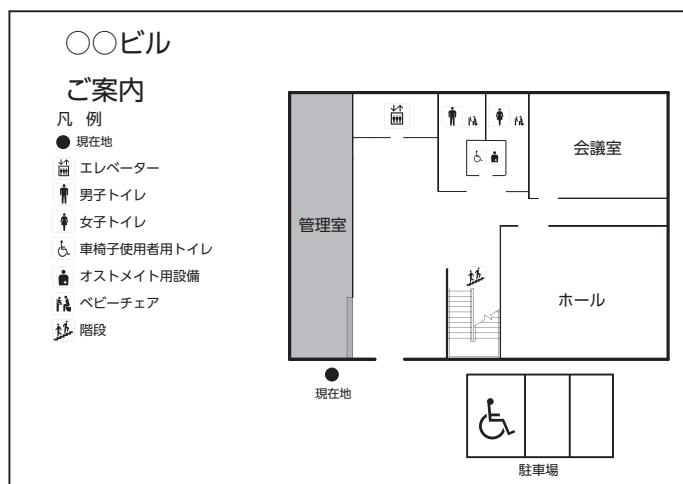 ○○ビル
ご案内
凡 例
現在地
エレベーター
男子トイレ
女子トイレ
車椅子使用者用トイレ
オストメイト用設備
ベビーチェア
階段
会議室
管理室
ホール
現在地
駐車場